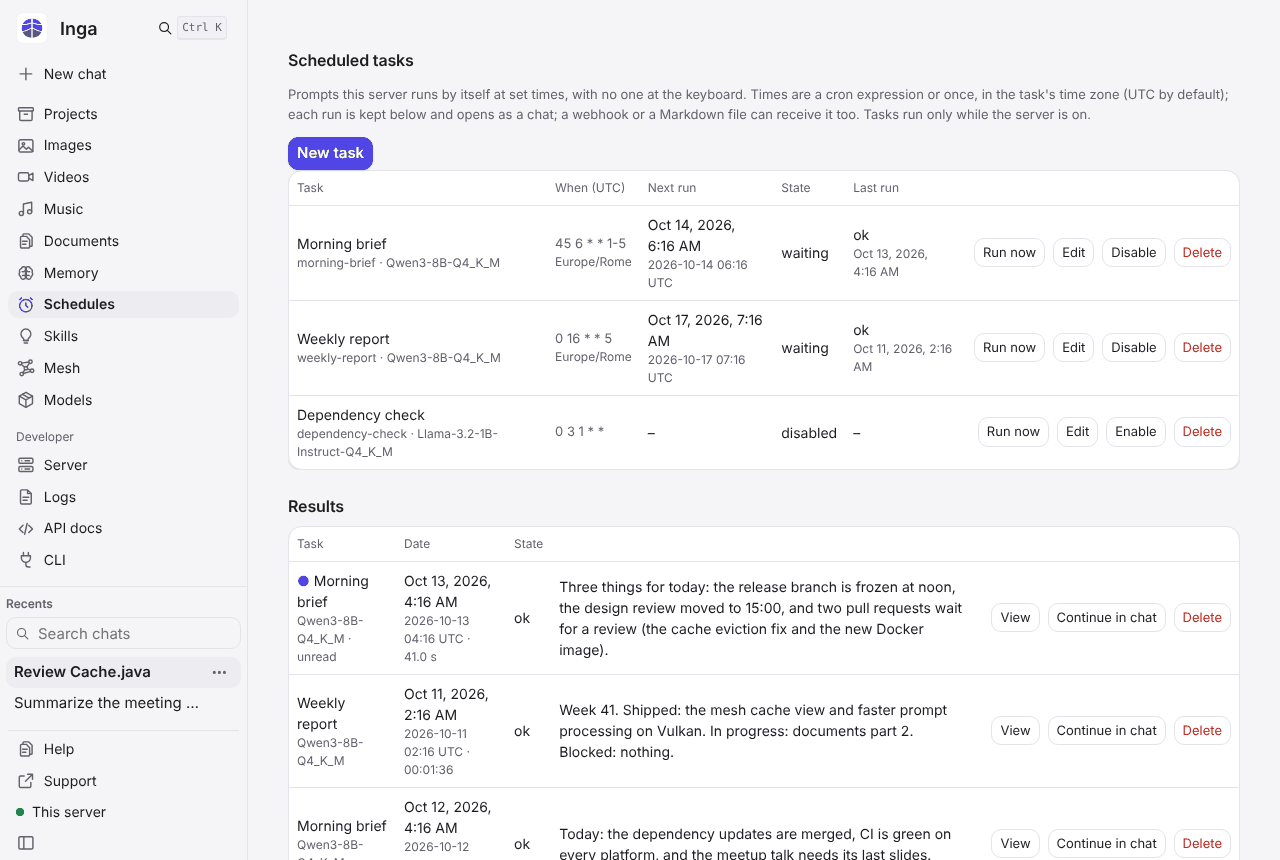 Inga
Ctrl K
New chat
Projects
Images
Videos
Music
Documents
Memory
Schedules
Skills
Mesh
Models
Developer
Server
Logs
API docs
CLI
Recents
Search chats
Review Cache.java ···
Summarize the meeting ...
Help
Support
This server
Scheduled tasks
Prompts this server runs by itself at set times, with no one at the keyboard. Times are a cron expression or once, in the task's time zone (UTC by default);
each run is kept below and opens as a chat; a webhook or a Markdown file can receive it too. Tasks run only while the server is on.
New task
Task When (UTC) Next run State Last run
Morning brief
morning-brief · Qwen3-8B-Q4_K_M
45 6 * * 1-5
Europe/Rome
Oct 14, 2026,
6:16 AM
2026-10-14 06:16
UTC
waiting
ok
Oct 13, 2026,
4:16 AM
Run now Edit Disable Delete
Weekly report
weekly-report · Qwen3-8B-Q4_K_M
0 16 * * 5
Europe/Rome
Oct 17, 2026, 7:16
AM
2026-10-17 07:16
UTC
waiting
ok
Oct 11, 2026, 2:16
AM
Run now Edit Disable Delete
Dependency check
dependency-check · Llama-3.2-1B-
Instruct-Q4_K_M
0 3 1 * *
–
disabled
–
Run now Edit Enable Delete
Results
Task Date State
Morning
brief
Qwen3-8B-
Q4_K_M ·
unread
Oct 13, 2026,
4:16 AM
2026-10-13
04:16 UTC ·
41.0 s
ok
Three things for today: the release branch is frozen at noon,
the design review moved to 15:00, and two pull requests wait
for a review (the cache eviction fix and the new Docker
image).
View Continue in chat Delete
Weekly
report
Qwen3-8B-
Q4_K_M
Oct 11, 2026,
2:16 AM
2026-10-11
02:16 UTC ·
00:01:36
ok
Week 41. Shipped: the mesh cache view and faster prompt
processing on Vulkan. In progress: documents part 2.
Blocked: nothing.
View Continue in chat Delete
Morning brief
Qwen3-8B-
Oct 12, 2026,
4:16 AM
2026-10-12
ok
Today: the dependency updates are merged, CI is green on
every platform, and the meetup talk needs its last slides.
View Continue in chat Delete